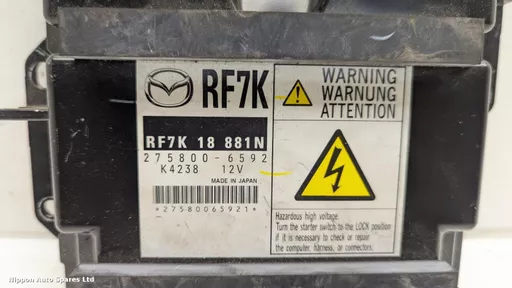 RF7K
RF7K 18 881N
275800-6592
K4238 12V
MADE IN JAPAN
*27580065921*
WARNING
WARNUNG
ATTENTION
Hazardous high voltage.
Turn the starter switch to the LOCK position
if it is necessary to check or repair
the computer, harness, or connectors.
Nippon Auto Spares Ltd